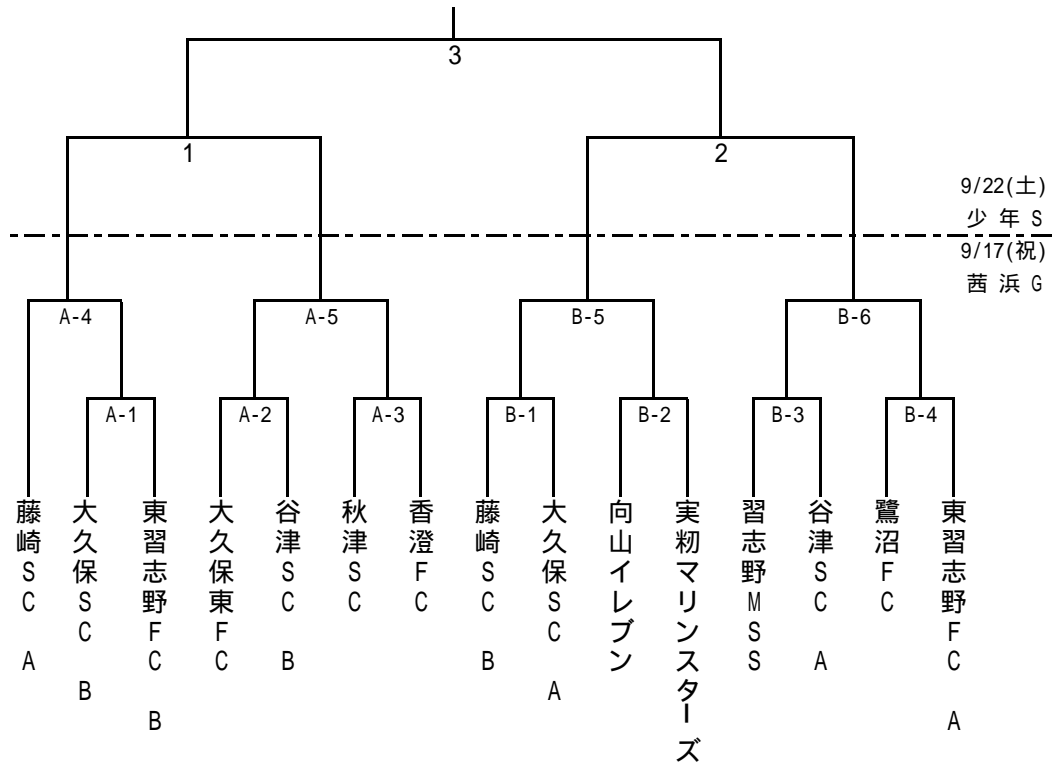 3
1
2
9/22(土)
少年 S
9/17(祝)
茜浜 G
A-4
A-5
B-5
B-6
A-1
A-2
A-3
B-1
B-2
B-3
B-4
藤崎SC A
大久保SC B
東習志野FC B
大久保東FC
谷津SC B
秋津SC
香澄FC
藤崎SC B
大久保SC A
向山イレブン
実籾マリンスターズ
習志野MSS
谷津SC A
鷺沼FC
東習志野FC A